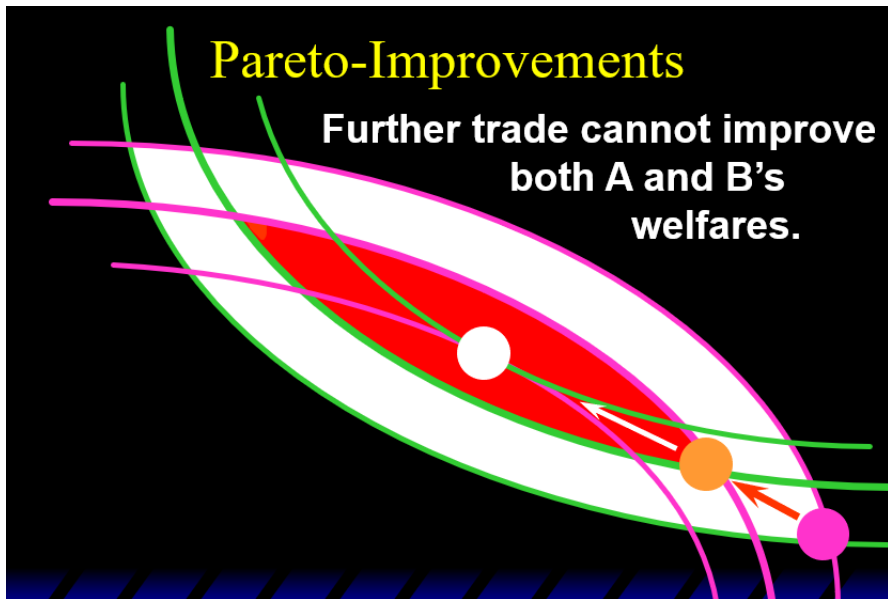 Pareto-Improvements
Further trade cannot improve
both A and B’s
welfares.